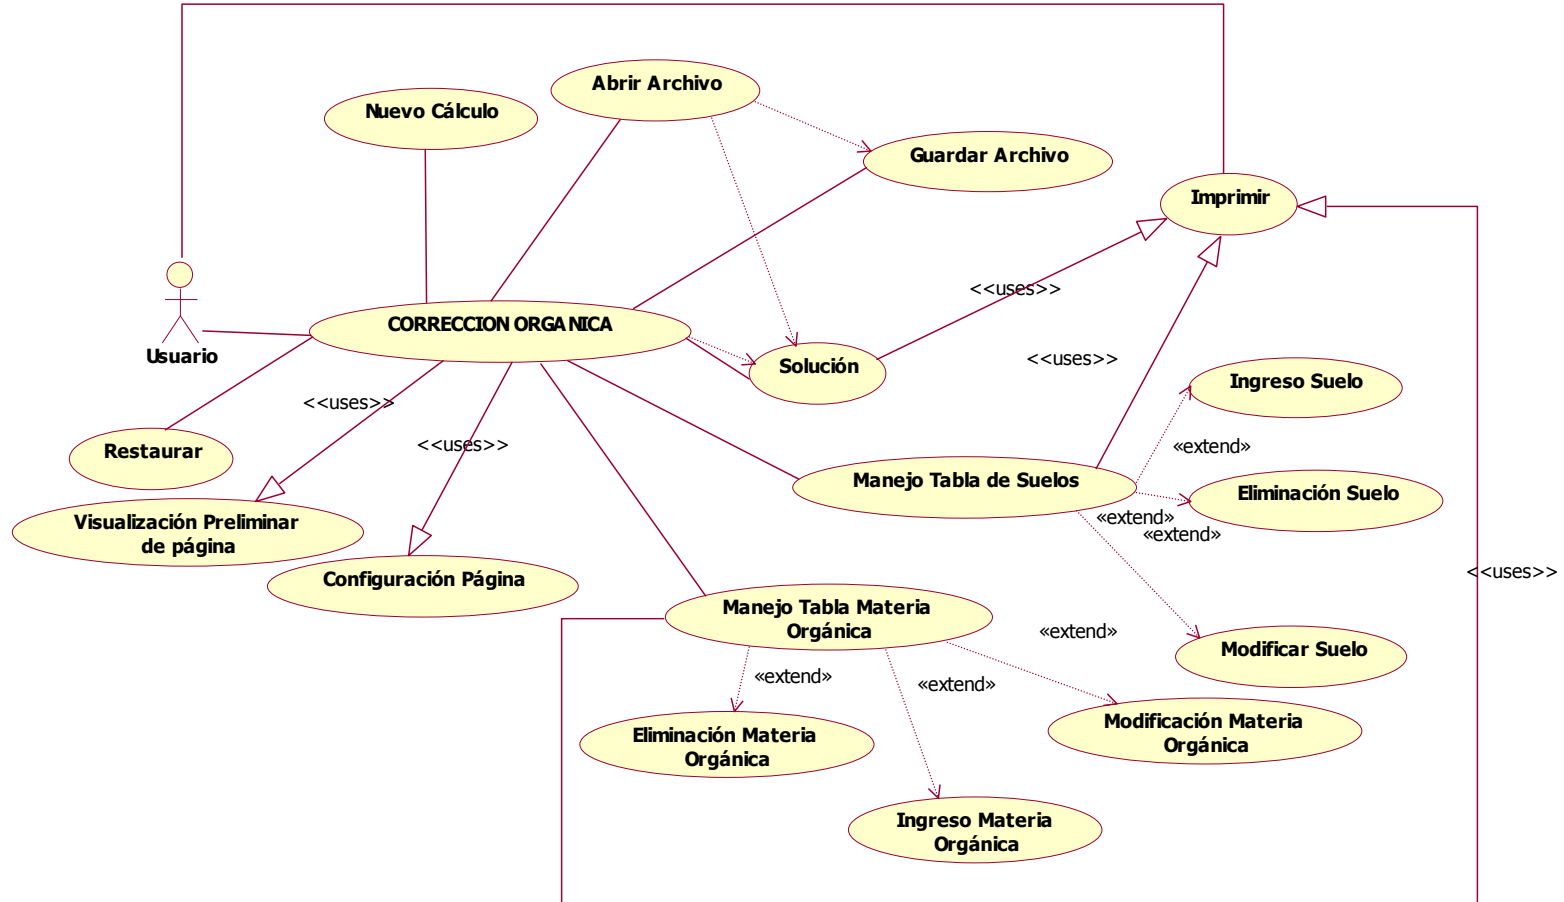 Abrir Archivo
Nuevo Cálculo
Guardar Archivo
Imprimir
<<uses>>
CORRECCION ORGANICA
Usuario
Solución
<<uses>>
Ingreso Suelo
<<uses>>
<<uses>>
«extend»
Restaurar
Manejo Tabla de Suelos
Eliminación Suelo
«extend»
«extend»
Visualización Preliminar
de página
Configuración Página
<<uses>>
Manejo Tabla Materia
Orgánica
«extend»
Modificar Suelo
«extend»
«extend»
Modificación Materia
Orgánica
Eliminación Materia
Orgánica
Ingreso Materia
Orgánica